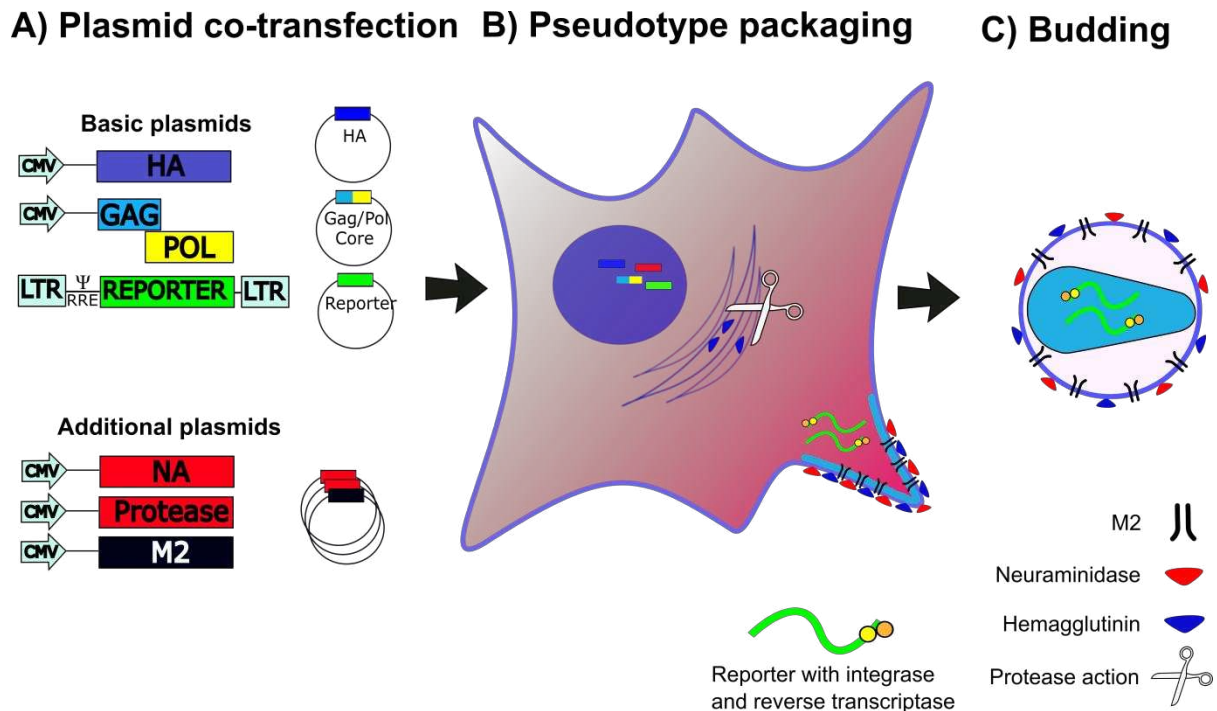 A) Plasmid co-transfection
B) Pseudotype packaging
C) Budding
Basic plasmids
CMV
HA
HA
CMV
GAG
POL
Gag/Pol
Core
LTR
Ψ
RRE
REPORTER
LTR
Reporter
Additional plasmids
CMV
NA
CMV
Protease
CMV
M2
M2
Neuraminidase
Hemagglutinin
Protease action
Reporter with integrase
and reverse transcriptase